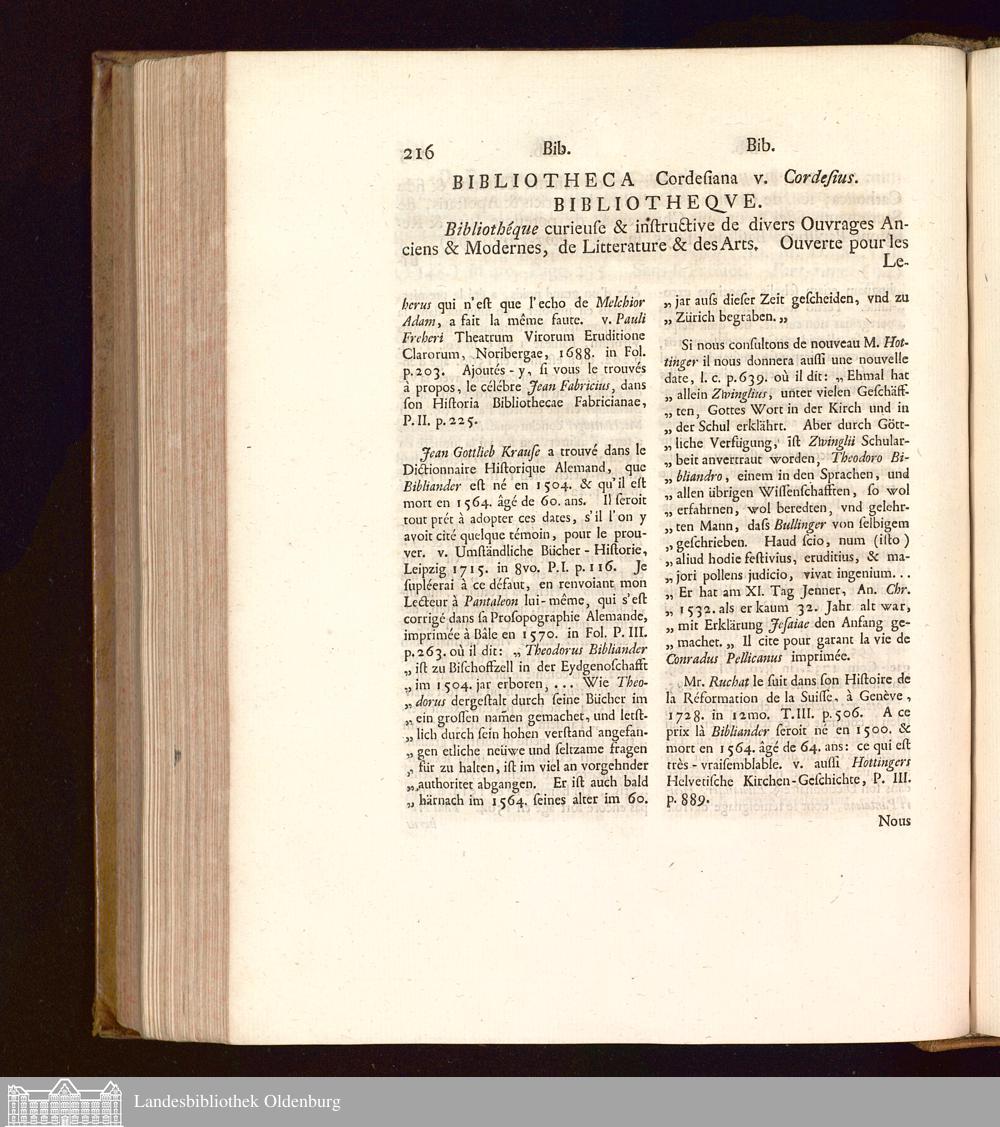 216 Bib. Bib.
BIBLIOTHECA Cordeſiana v. Cordeſius.
BIBLIOTHEQVE.
Bibliothéque curieuſe & inſtructive de divers Ouvrages An-
ciens & Modernes, de Litterature & des Arts. Ouverte pour les
Le-
herus qui n'eſt que l'echo de Melchior
Adam, a fait la même faute. v. Pauli
Freheri Theatrum Virorum Eruditione
Clarorum, Noribergae, 1688. in Fol.
p. 203. Ajoutés-y, ſi vous le trouvés
à propos, le célébre Jean Fabricius, dans
ſon Hiſtoria Bibliothecae Fabricianae,
P. II. p. 225.
Jean Gottlieb Krauſe a trouvé dans le
Dictionnaire Hiſtorique Alemand, que
Bibliander eſt né en 1504. & qu'il eſt
mort en 1564. âgé de 60. ans. Il ſeroit
tout prét à adopter ces dates, s'il l'on y
avoit cité quelque témoin, pour le prou-
ver. v. Umſtändliche Bücher-Hiſtorie,
Leipzig 1715. in 8vo. P. I. p. 116. Je
ſupléerai à ce défaut, en renvoiant mon
Lecteur à Pantaleon lui-même, qui s'eſt
corrigé dans ſa Proſopographie Alemande,
imprimée à Bâle en 1570. in Fol. P. III.
p. 263. où il dit: „ Theodorus Bibliander
„ iſt zu Biſchoffzell in der Eydgenoſchafft
„ im 1504. jar erboren, ... Wie Theo-
„ dorus dergeſtalt durch ſeine Bücher im
„ ein groſſen namen gemachet, und letſt-
„ lich durch ſein hohen verſtand angefan-
„ gen etliche neüwe und ſeltzame fragen
„ für zu halten, iſt im viel an vorgehnder
„ authoritet abgangen. Er iſt auch bald
„ härnach im 1564. ſeines alter im 60.
„ jar auſs dieſer Zeit geſcheiden, vnd zu
„ Zürich begraben. „
Si nous conſultons de nouveau M. Hot-
tinger il nous donnera auſſi une nouvelle
date, l. c. p. 639. où il dit: „ Ehmal hat
„ allein Zwinglius, unter vielen Geſchäff-
„ ten, Gottes Wort in der Kirch und in
„ der Schul erklährt. Aber durch Gött-
„ liche Verfügung, iſt Zwinglii Schular-
„ beit anvertraut worden, Theodoro Bi-
„ bliandro, einem in den Sprachen, und
„ allen übrigen Wiſſenſchafften, ſo wol
„ erfahrnen, wol beredten, vnd gelehr-
„ ten Mann, daſs Bullinger von ſelbigem
„ geſchrieben. Haud ſcio, num (iſto)
„ aliud hodie feſtivius, eruditius, & ma-
„ jori pollens judicio, vivat ingenium...
„ Er hat am XI. Tag Jenner, An. Chr.
„ 1532. als er kaum 32. Jahr alt war,
„ mit Erklärung Jeſaiae den Anfang ge-
„ machet. „ Il cite pour garant la vie de
Conradus Pellicanus imprimée.
Mr. Ruchat le ſuit dans ſon Hiſtoire de
la Réformation de la Suiſſe, à Genève,
1728. in 12mo. T. III. p. 506. A ce
prix là Bibliander ſeroit né en 1500. &
mort en 1564. âgé de 64. ans: ce qui eſt
très-vraiſemblable. v. auſſi Hottingers
Helvetiſche Kirchen-Geſchichte, P. III.
p. 889.
Nous
Landesbibliothek Oldenburg